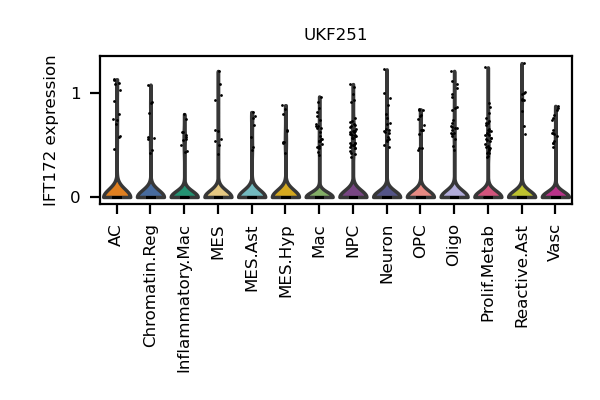 UKF251
IFT172 expression
1
0
AC
Chromatin.Reg
Inflammatory.Mac
MES
MES.Ast
MES.Hyp
Mac
NPC
Neuron
OPC
Oligo
Prolif.Metab
Reactive.Ast
Vasc